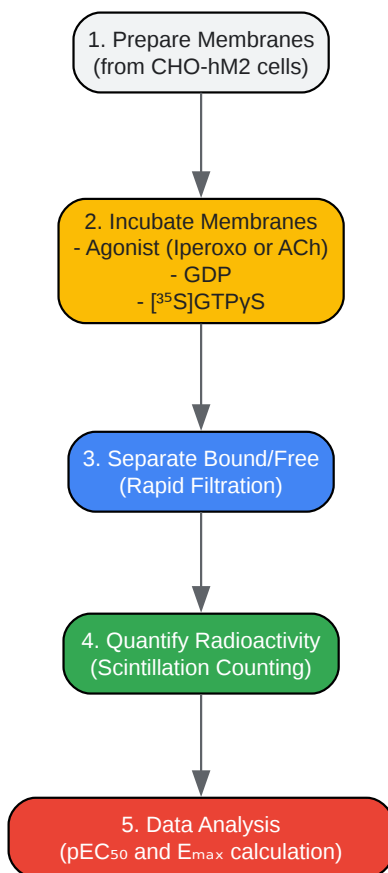 1. Prepare Membranes
(from CHO-hM2 cells)
2. Incubate Membranes
- Agonist (Iperoxo or ACh)
- GDP
- [³⁵S]GTPγS
3. Separate Bound/Free
(Rapid Filtration)
4. Quantify Radioactivity
(Scintillation Counting)
5. Data Analysis
(pEC₅₀ and Eₘₐₓ calculation)